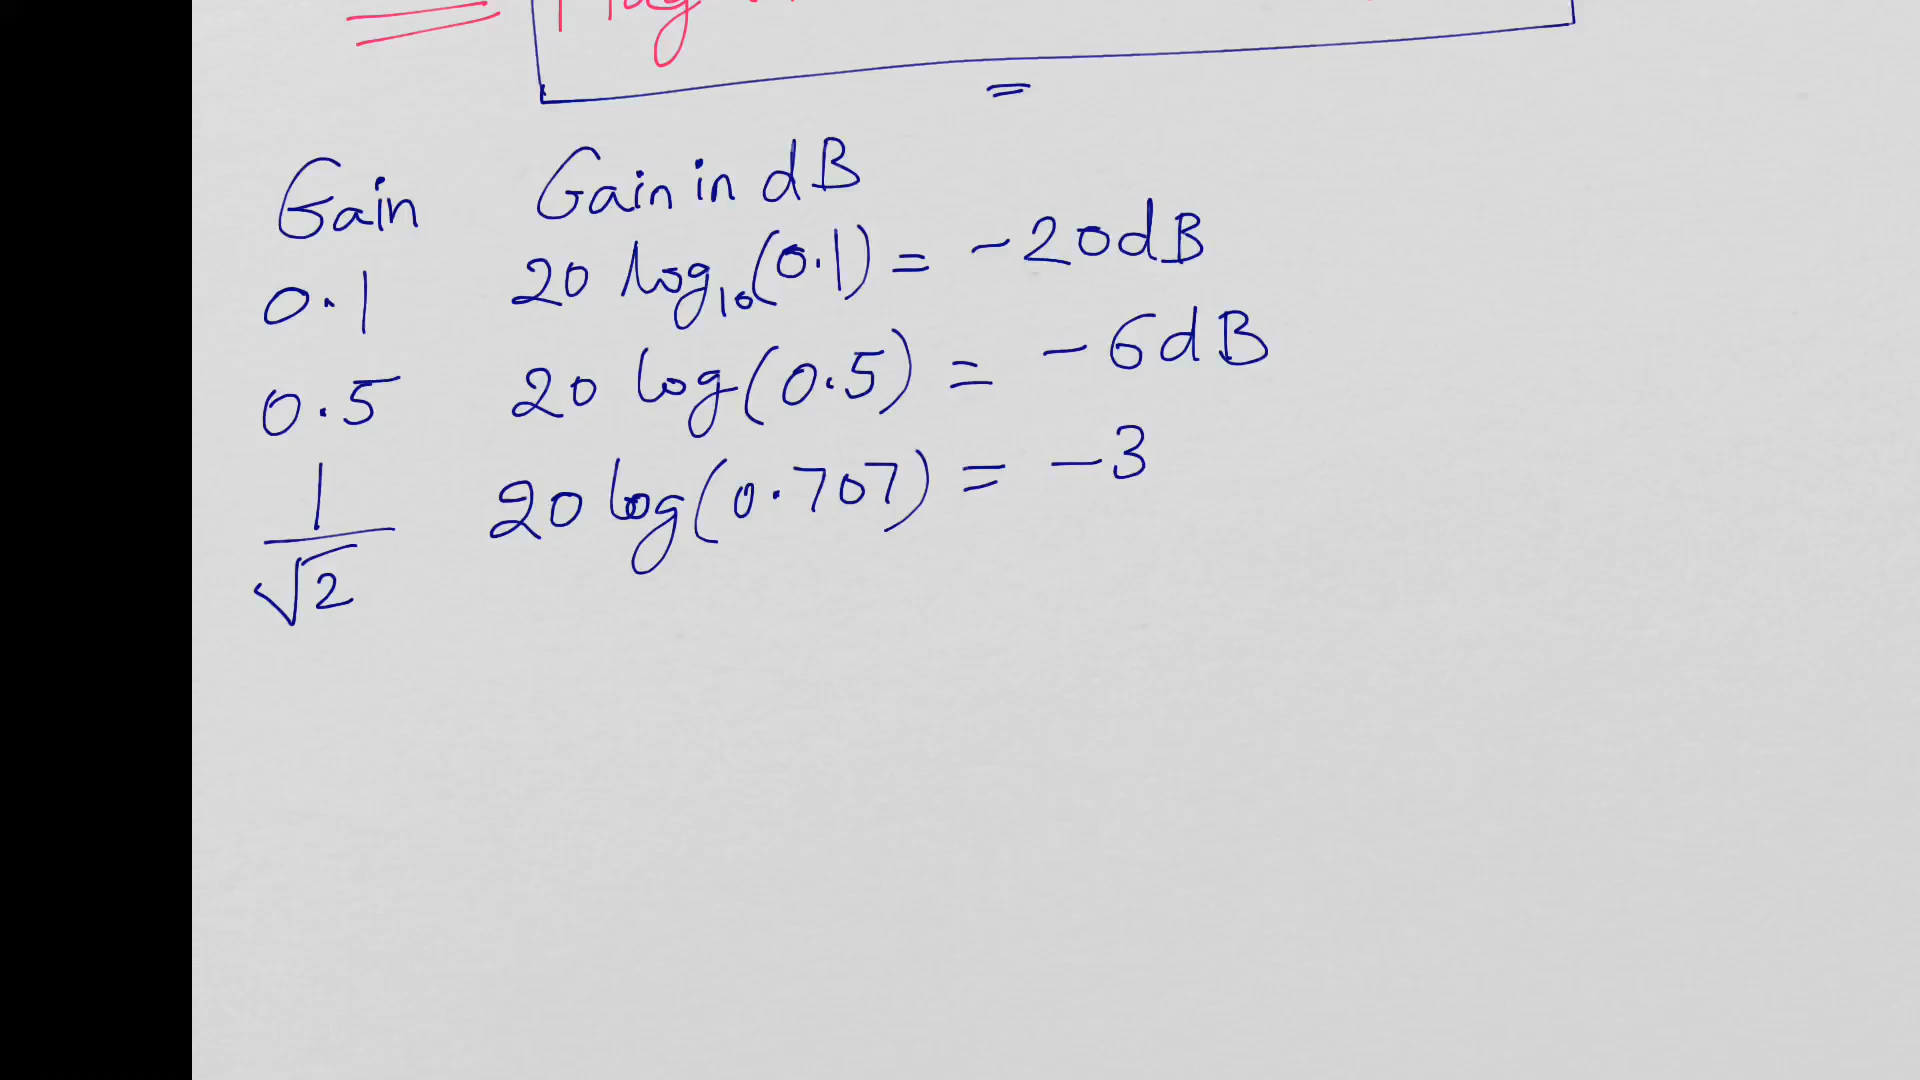 Gain Gain in dB
0.1 20 log₁₀(0.1) = -20dB
0.5 20 log(0.5) = -6dB
1/√2 20 log(0.707) = -3